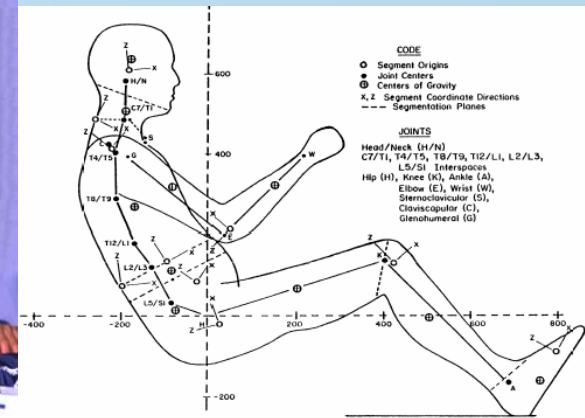 CODE
Segment Origins
Joint Centers
Centers of Gravity
X, Z Segment Coordinate Directions
Segmentation Planes
JOINTS
Head/Neck (H/N)
C7/T1, T4/T5, T8/T9, T12/L1, L2/L3,
L5/S1 Interspaces
Hip (H), Knee (K), Ankle (A),
Elbow (E), Wrist (W),
Sternoclavicular (S),
Claviscapular (C),
Glenohumeral (G)
Z
X
H/N
600
Z
C7/T1
X
X
Z
S
C
T4/T5
G
400
W
T8/T9
X
E
Z
T12/L1
Z
X
L2/L3
Z
X
Z
X
K
X
Z
L5/S1
X
-400
-200
H
Z
200
400
600
800
X
Z
A
-200